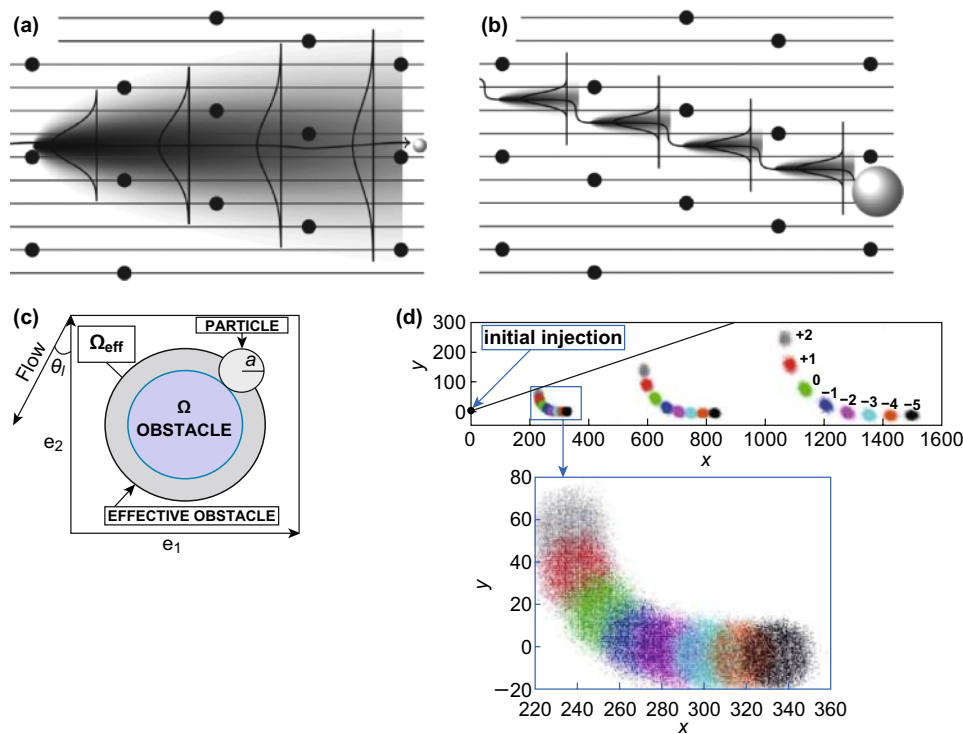 (a)
(b)
(c)
PARTICLE
Ω_eff
a
Flow
θ_l
Ω
OBSTACLE
e₂
EFFECTIVE OBSTACLE
e₁
(d)
300
200
100
0
y
initial injection
+2
+1
0
−1
−2
−3
−4
−5
0 200 400 600 800 1000 1200 1400 1600
x
80
60
40
20
0
−20
y
220 240 260 280 300 320 340 360
x